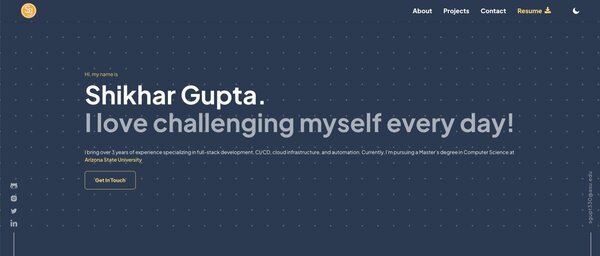 About Projects Contact Resume
Hi, my name is
Shikhar Gupta.
I love challenging myself every day!
I bring over 3 years of experience specializing in full-stack development, CI/CD, cloud infrastructure, and automation. Currently, I'm pursuing a Master's degree in Computer Science at
Arizona State University
Get In Touch